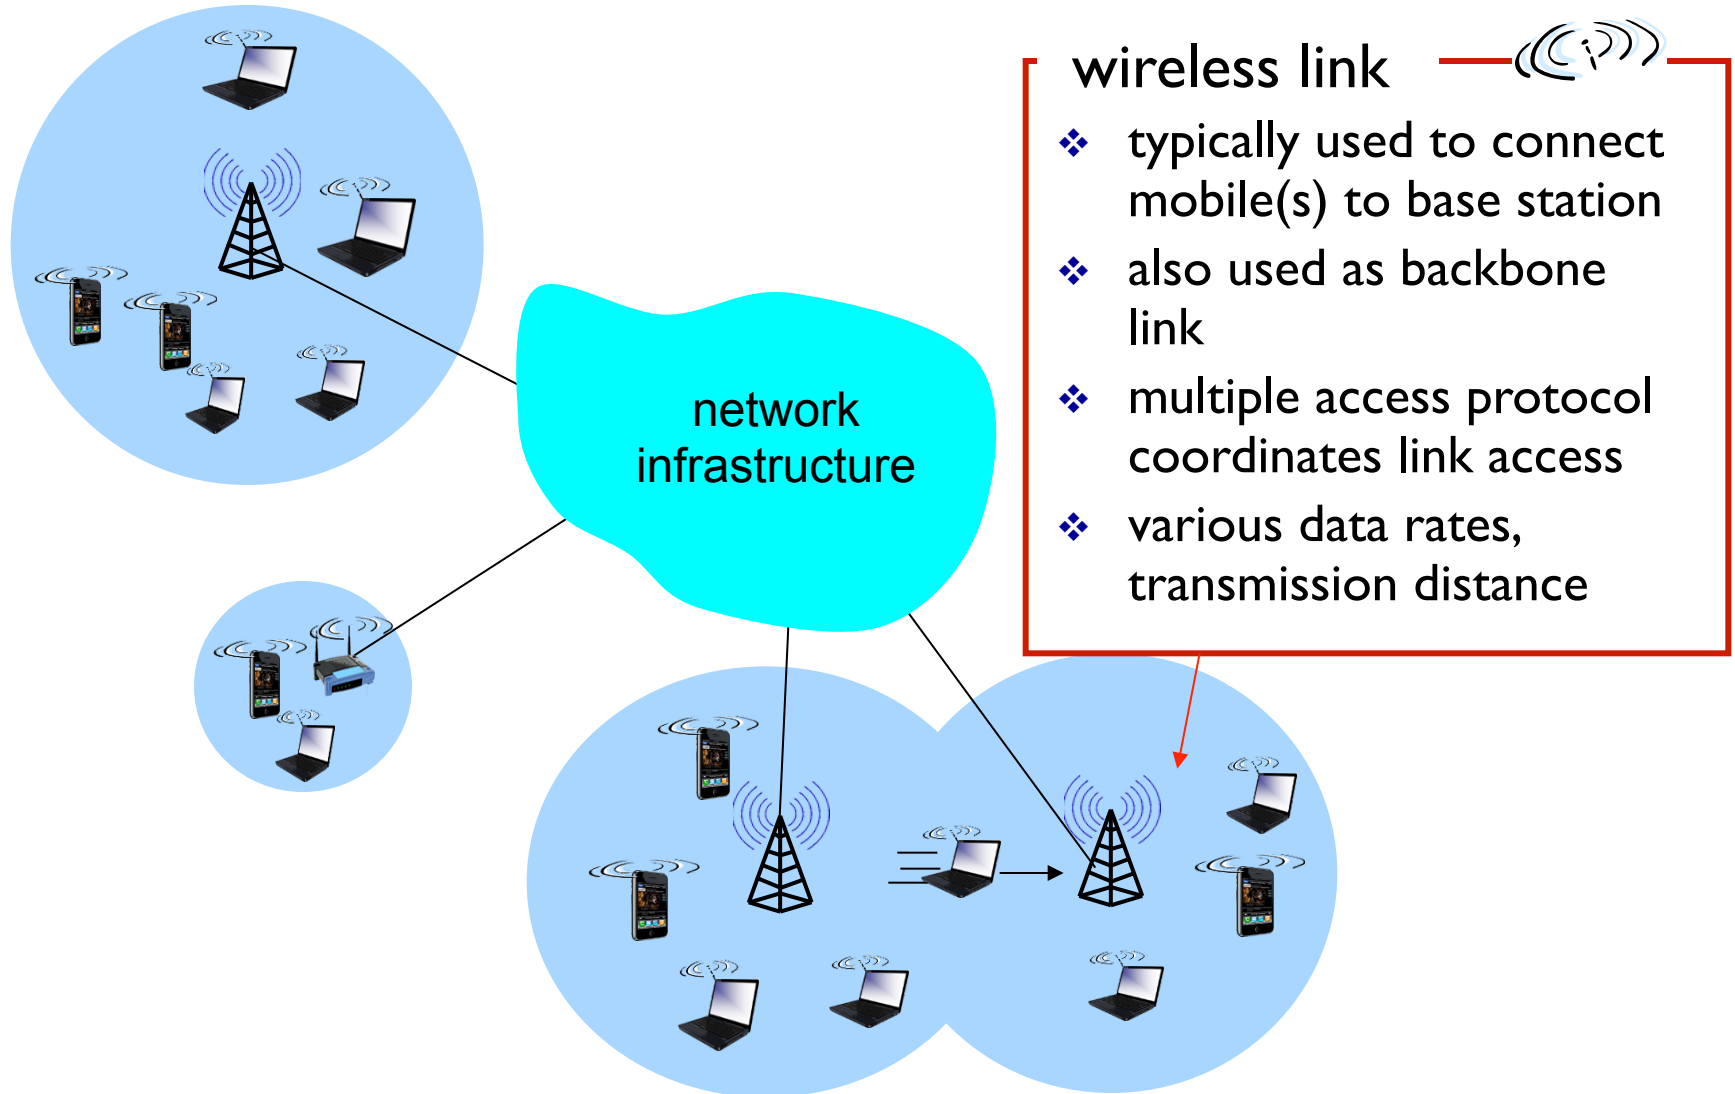 wireless link
❖ typically used to connect
mobile(s) to base station
❖ also used as backbone
link
❖ multiple access protocol
coordinates link access
❖ various data rates,
transmission distance
network
infrastructure